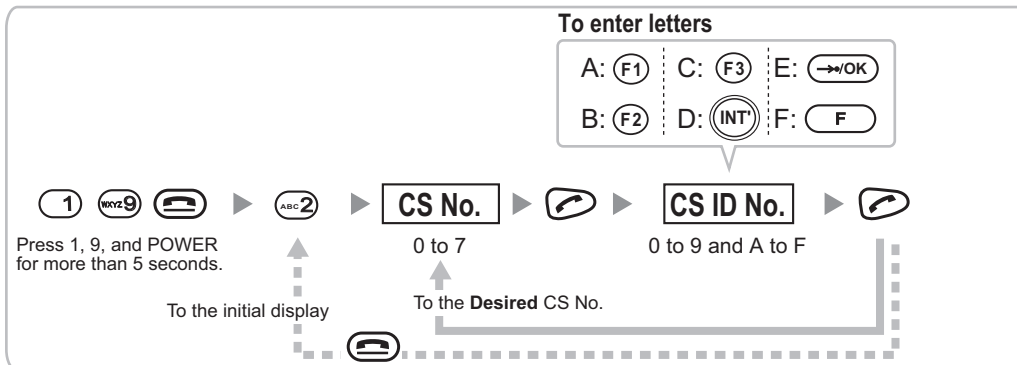 To enter letters
A: F1 C: F3 E: /OK
B: F2 D: INT' F: F
1 WXYZ9 ABC2 CS No. CS ID No.
Press 1, 9, and POWER
for more than 5 seconds.
0 to 7 0 to 9 and A to F
To the initial display
To the Desired CS No.